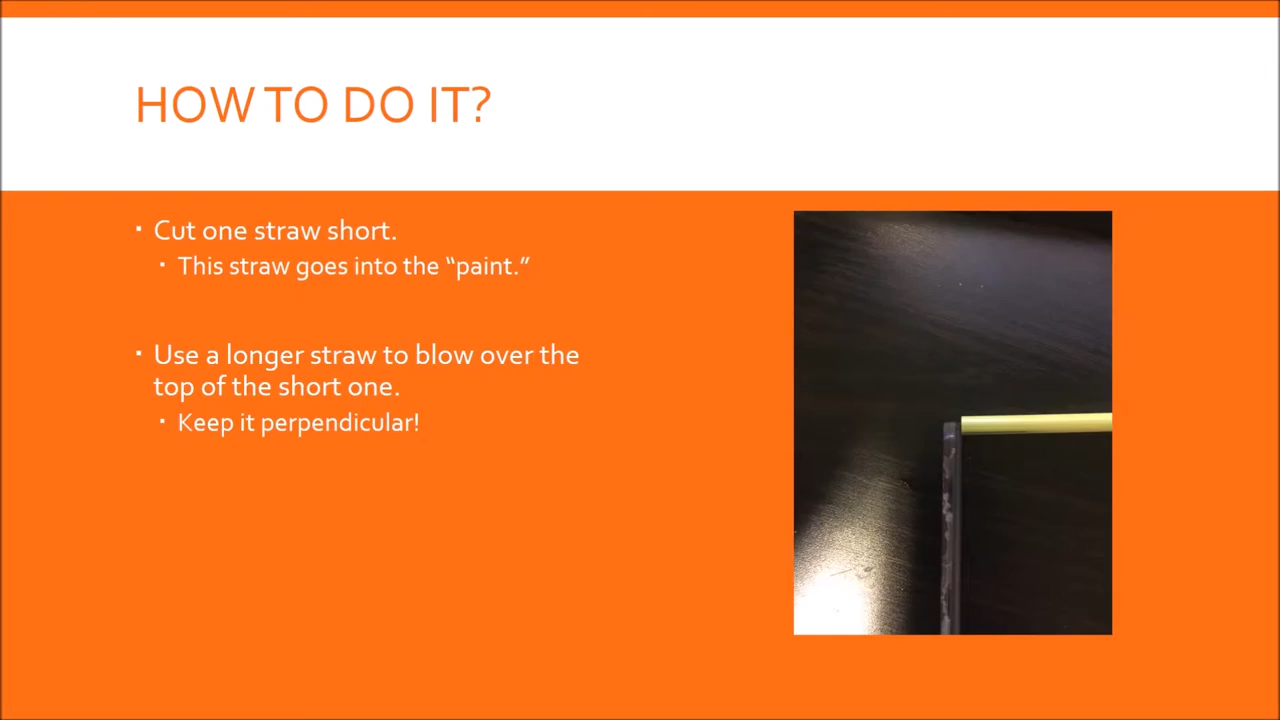 HOW TO DO IT?
▪ Cut one straw short.
▪ This straw goes into the “paint.”
▪ Use a longer straw to blow over the
top of the short one.
▪ Keep it perpendicular!